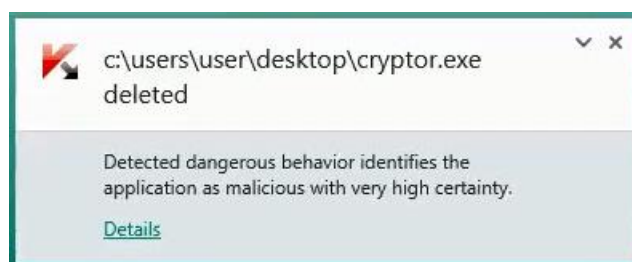 c:\users\user\desktop\cryptor.exe
deleted
Detected dangerous behavior identifies the
application as malicious with very high certainty.
Details